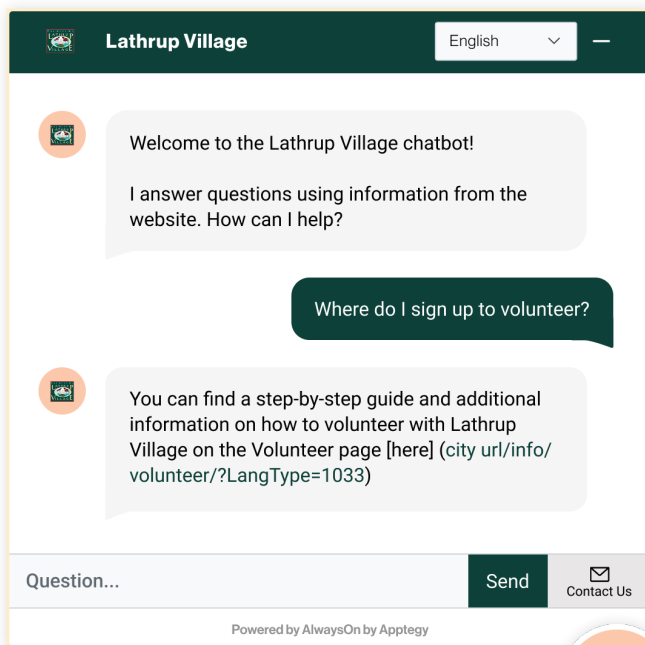 Lathrup Village
English
Welcome to the Lathrup Village chatbot!
I answer questions using information from the
website. How can I help?
Where do I sign up to volunteer?
You can find a step-by-step guide and additional
information on how to volunteer with Lathrup
Village on the Volunteer page [here] (city url/info/
volunteer/?LangType=1033)
Question...
Send
Contact Us
Powered by AlwaysOn by Apptegy